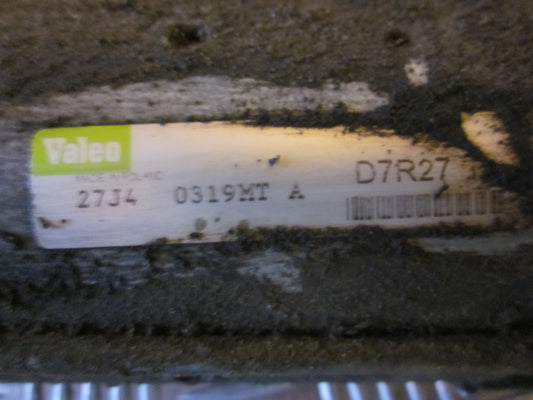 Valeo
MADE IN POLAND
27J4 0319MT A
D7R27